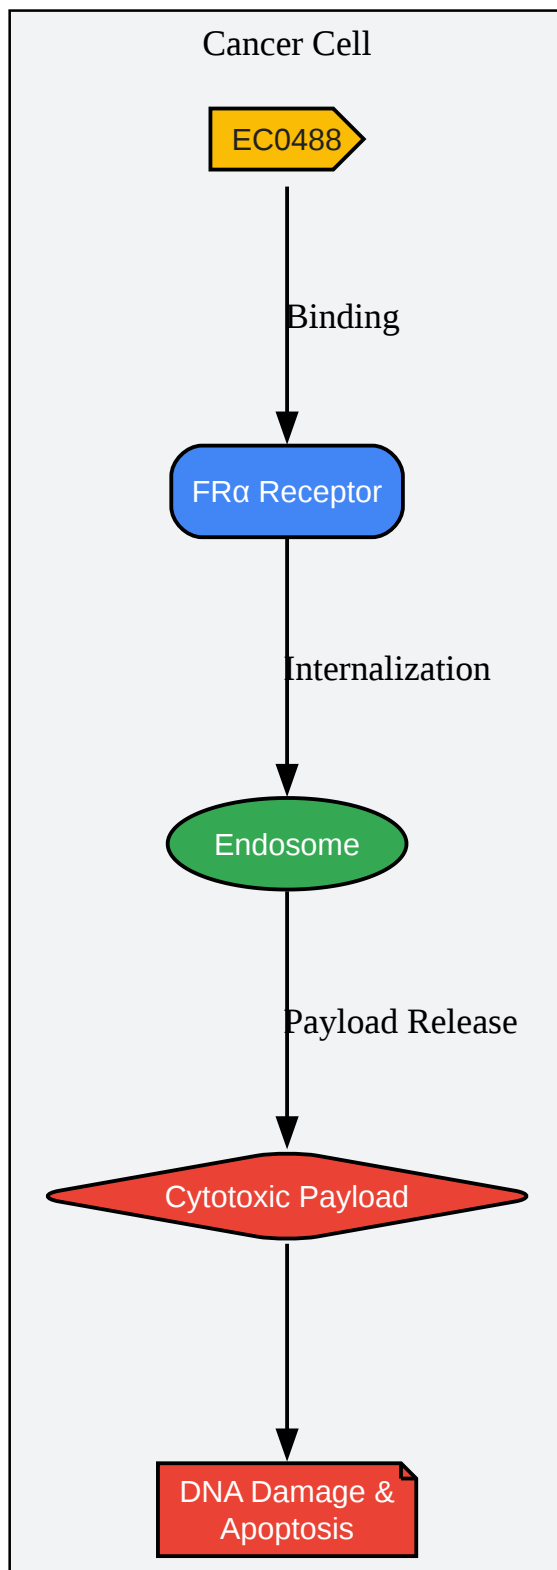 Cancer Cell
EC0488
Binding
FRα Receptor
Internalization
Endosome
Payload Release
Cytotoxic Payload
DNA Damage &
Apoptosis